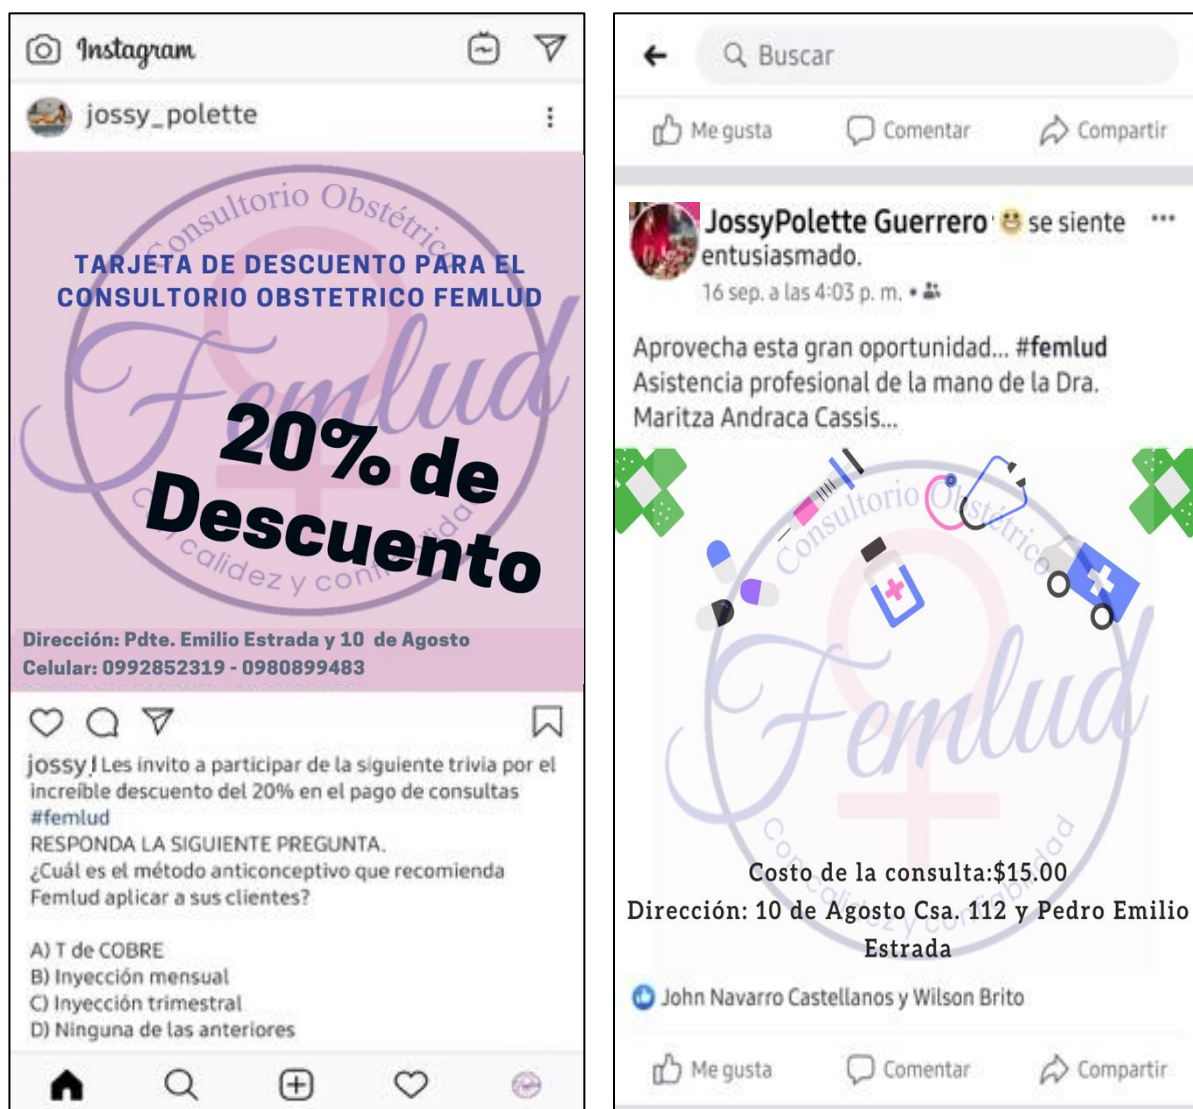 Instagram
jossy_polette
Consultorio Obstétrico
TARJETA DE DESCUENTO PARA EL
CONSULTORIO OBSTETRICO FEMLUD
Femlud
20% de
Descuento
calidez y
Dirección: Pdte. Emilio Estrada y 10 de Agosto
Celular: 0992852319 - 0980899483
jossy Les invito a participar de la siguiente trivia por el
increíble descuento del 20% en el pago de consultas
#femlud
RESPONDA LA SIGUIENTE PREGUNTA.
¿Cuál es el método anticonceptivo que recomienda
Femlud aplicar a sus clientes?
A) T de COBRE
B) Inyección mensual
C) Inyección trimestral
D) Ninguna de las anteriores
Buscar
Me gusta Comentar Compartir
JossyPolette Guerrero se siente
entusiasmado.
16 sep. a las 4:03 p. m.
Aprovecha esta gran oportunidad... #femlud
Asistencia profesional de la mano de la Dra.
Maritza Andraca Cassis...
Consultorio Obstétrico
Femlud
Con calidez y confiabilidad
Costo de la consulta:$15.00
Dirección: 10 de Agosto Csa. 112 y Pedro Emilio
Estrada
John Navarro Castellanos y Wilson Brito
Me gusta Comentar Compartir